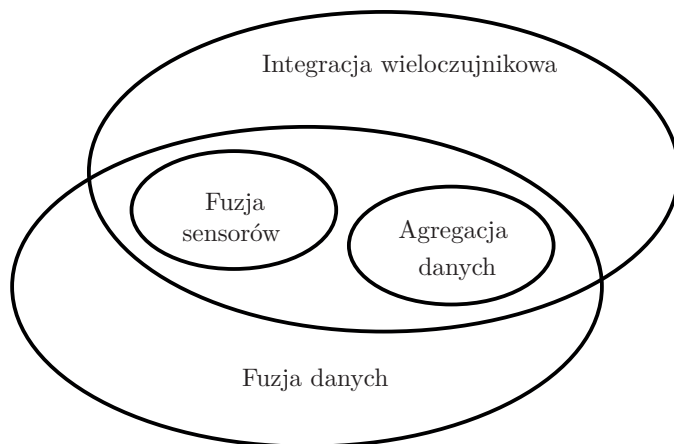 Integracja wieloczujnikowa
Fuzja
sensorów
Agregacja
danych
Fuzja danych